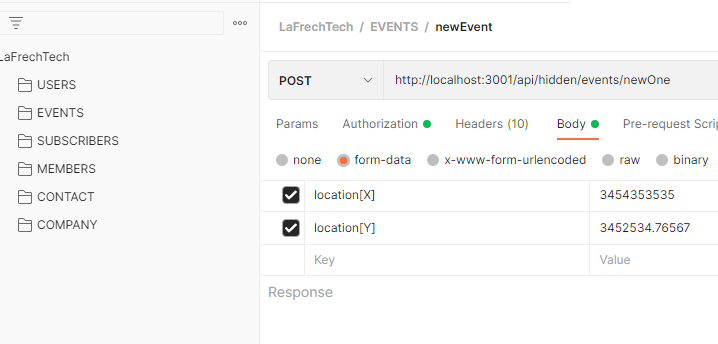 LaFrechTech
USERS
EVENTS
SUBSCRIBERS
MEMBERS
CONTACT
COMPANY
LaFrechTech / EVENTS / newEvent
POST http://localhost:3001/api/hidden/events/newOne
Params Authorization Headers (10) Body Pre-request Scri
none form-data x-www-form-urlencoded raw binary
location[X] 3454353535
location[Y] 3452534.76567
Key Value
Response